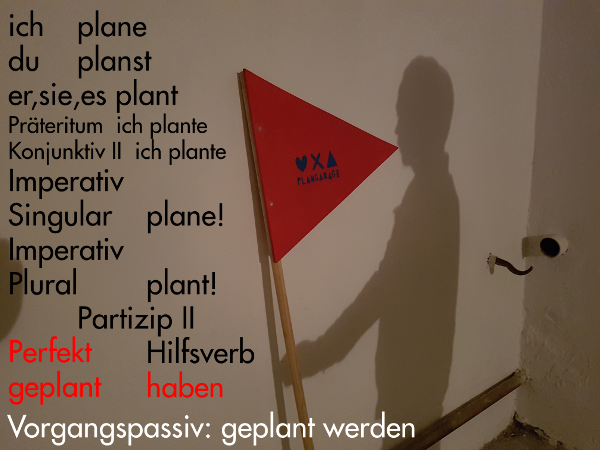 ich plane
du planst
er,sie,es plant
Präteritum ich plante
Konjunktiv II ich plante
Imperativ
Singular plane!
Imperativ
Plural plant!
Partizip II
Perfekt Hilfsverb
geplant haben
Vorgangspassiv: geplant werden
PLANGARAGE